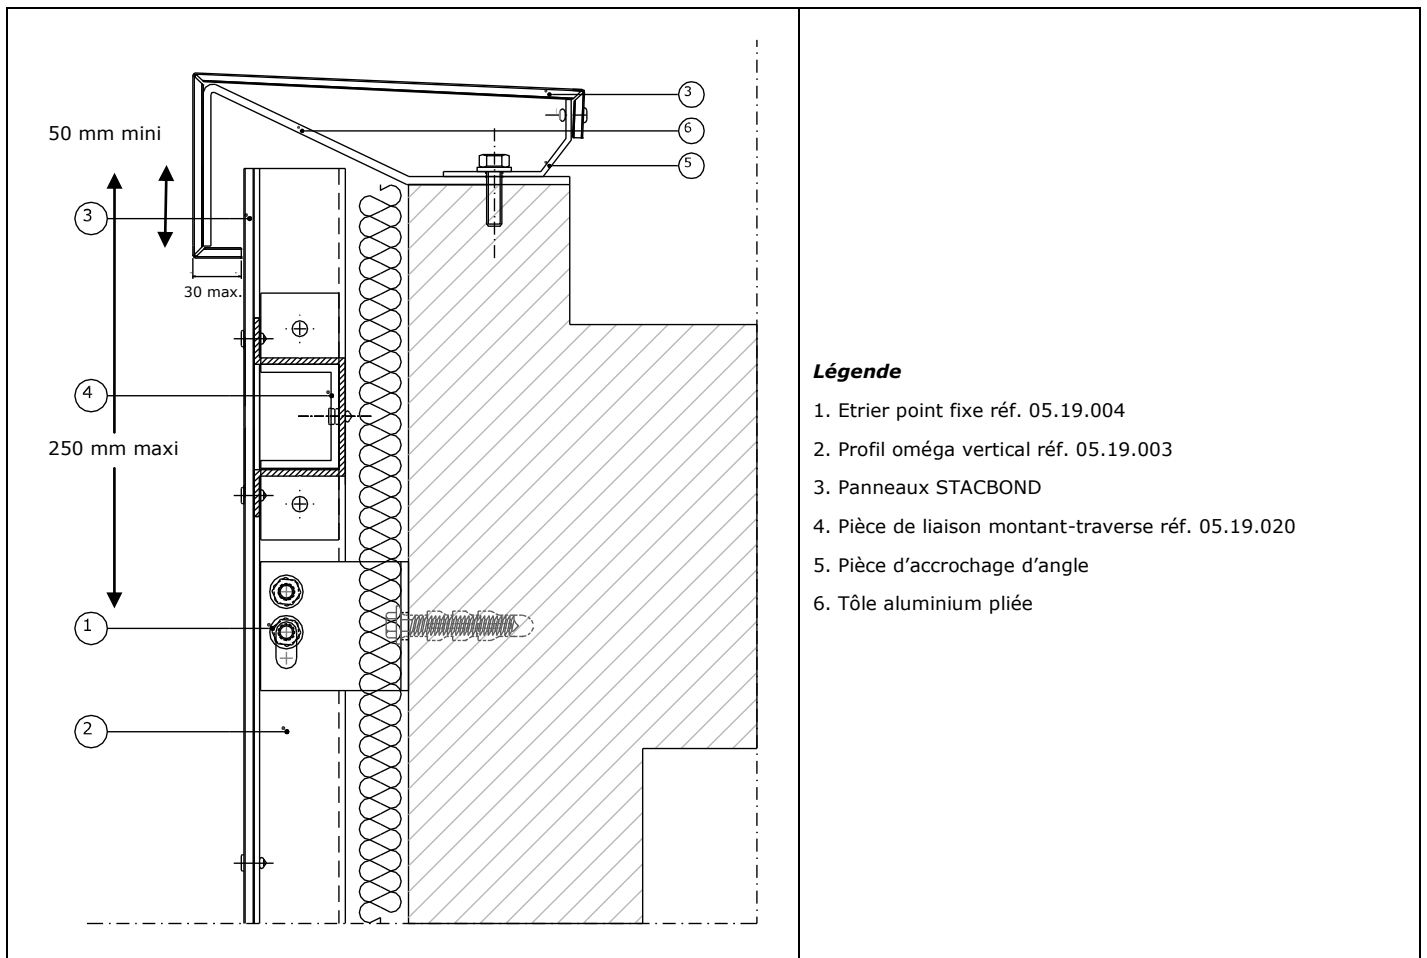 3
6
5
50 mm mini
3
30 max.
4
250 mm maxi
1
2
Légende
1. Etrier point fixe réf. 05.19.004
2. Profil oméga vertical réf. 05.19.003
3. Panneaux STACBOND
4. Pièce de liaison montant-traverse réf. 05.19.020
5. Pièce d’accrochage d’angle
6. Tôle aluminium pliée